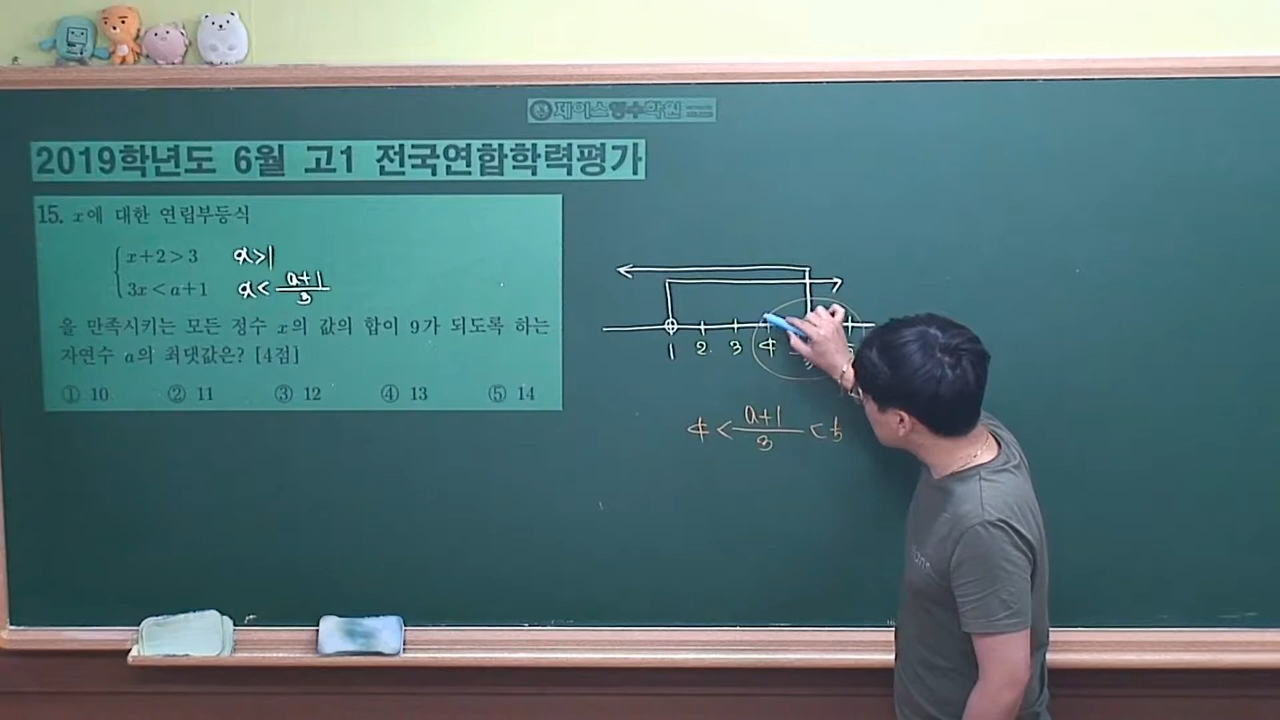 제이스영수학원
2019학년도 6월 고1 전국연합학력평가
15. x에 대한 연립부등식
x+2>3 x>1
3x<a+1 x<(a+1)/3
을 만족시키는 모든 정수 x의 값의 합이 9가 되도록 하는
자연수 a의 최댓값은? [4점]
① 10 ② 11 ③ 12 ④ 13 ⑤ 14
1 2 3 4
4<(a+1)/3<5